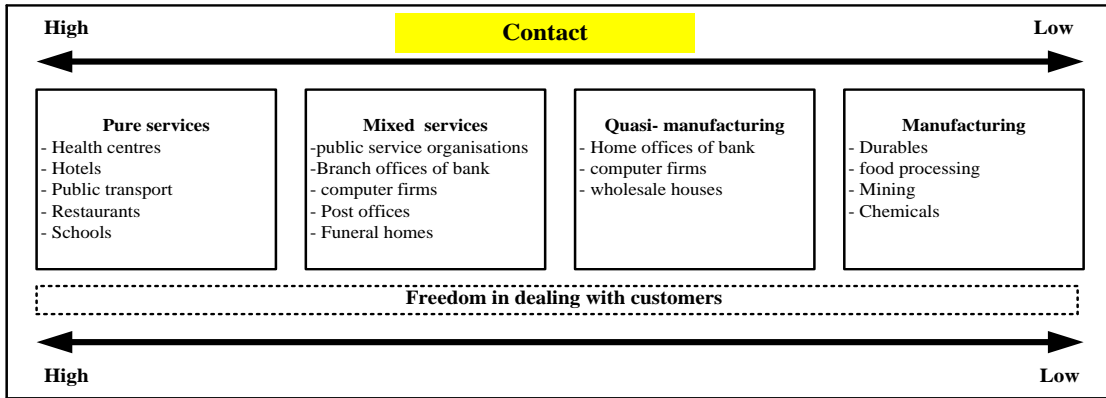 High
Contact
Low
Pure services
- Health centres
- Hotels
- Public transport
- Restaurants
- Schools
Mixed services
-public service organisations
-Branch offices of bank
- computer firms
- Post offices
- Funeral homes
Quasi- manufacturing
- Home offices of bank
- computer firms
- wholesale houses
Manufacturing
- Durables
- food processing
- Mining
- Chemicals
Freedom in dealing with customers
High
Low